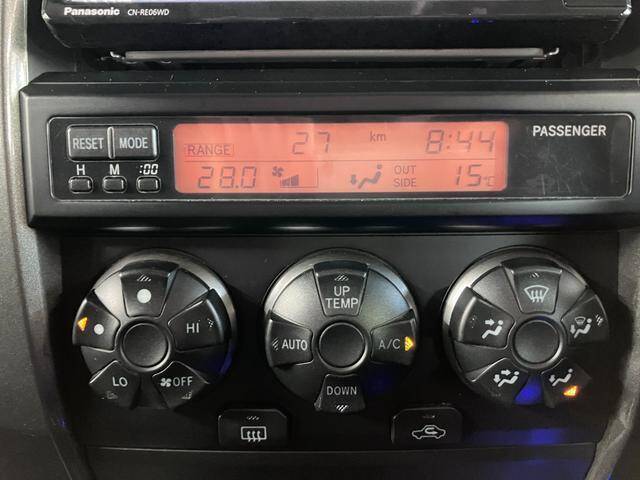 Panasonic CN-RE06WD
RESET MODE
H M :00
RANGE 27 km 8:44
28.0 OUT SIDE 15°C
PASSENGER
HI
LO
OFF
UP TEMP
AUTO
A/C
DOWN